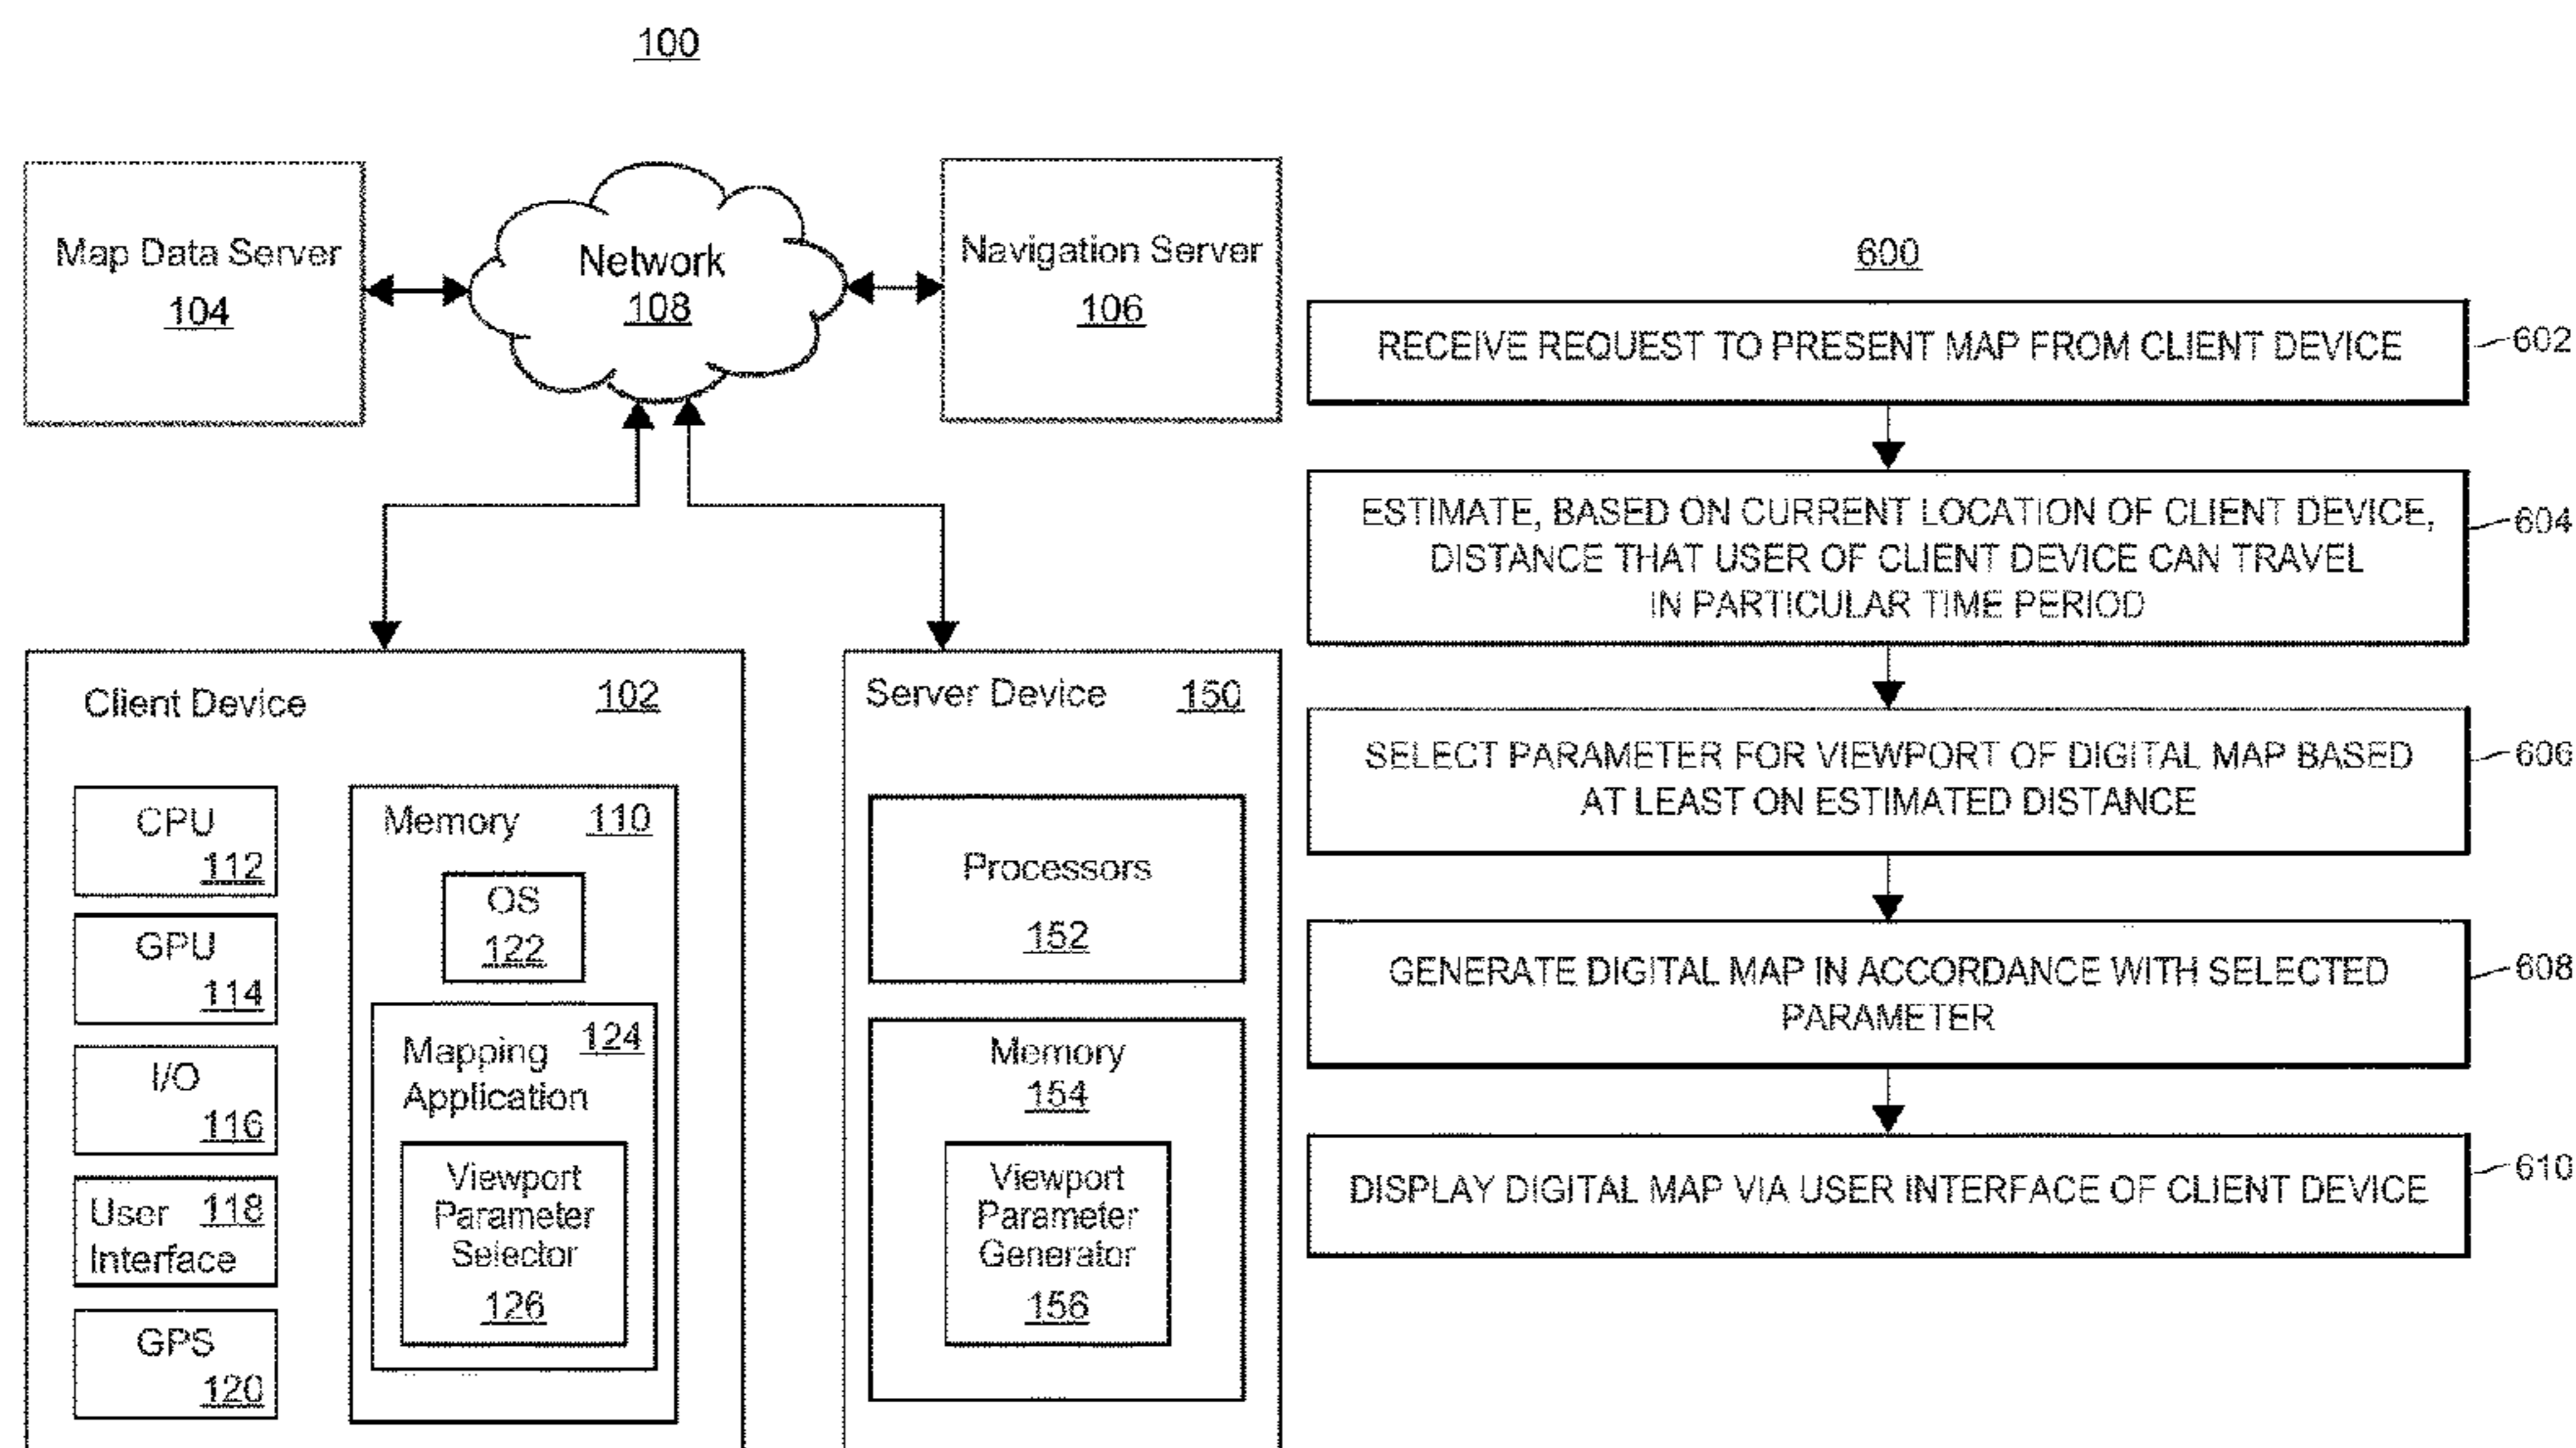 100
Map Data Server
104
Network
108
Navigation Server
106
Client Device
102
CPU
112
GPU
114
I/O
116
User
Interface
118
GPS
120
Memory
110
OS
122
Mapping
Application
124
Viewport
Parameter
Selector
126
Server Device
150
Processors
152
Memory
154
Viewport
Parameter
Generator
156
600
RECEIVE REQUEST TO PRESENT MAP FROM CLIENT DEVICE
602
ESTIMATE, BASED ON CURRENT LOCATION OF CLIENT DEVICE,
DISTANCE THAT USER OF CLIENT DEVICE CAN TRAVEL
IN PARTICULAR TIME PERIOD
604
SELECT PARAMETER FOR VIEWPORT OF DIGITAL MAP BASED
AT LEAST ON ESTIMATED DISTANCE
606
GENERATE DIGITAL MAP IN ACCORDANCE WITH SELECTED
PARAMETER
608
DISPLAY DIGITAL MAP VIA USER INTERFACE OF CLIENT DEVICE
610